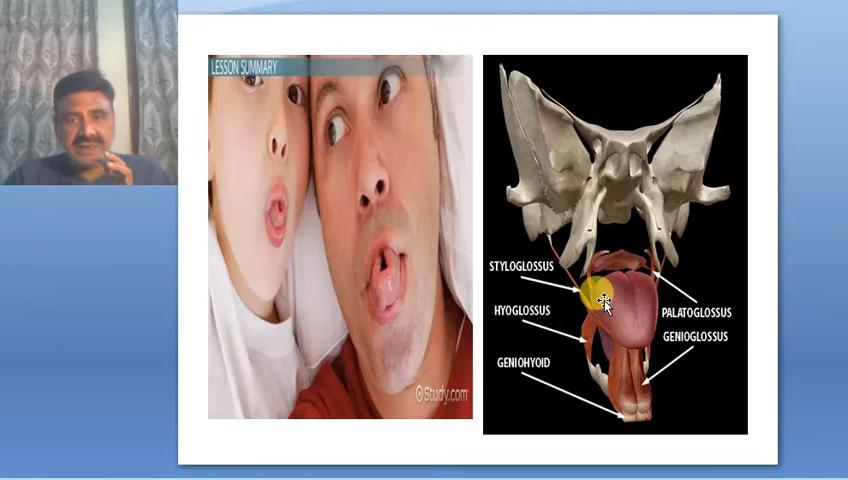 LESSON SUMMARY
Study.com
STYLOGLOSSUS
HYOGLOSSUS
PALATOGLOSSUS
GENIOGLOSSUS
GENIOHYOID